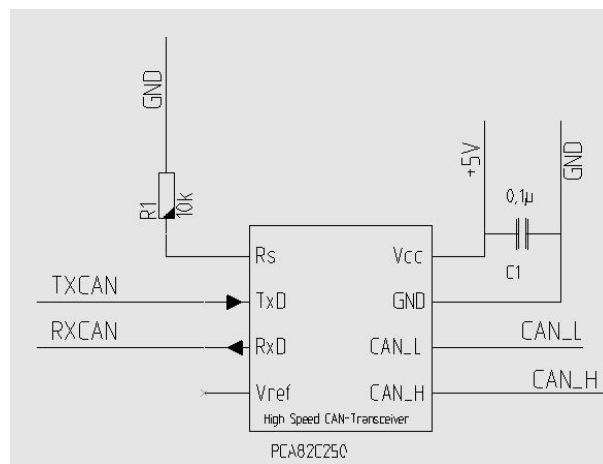 GND
+5V
GND
0,1µ
R1
10k
C1
Rs
Vcc
TXCAN
TxD
GND
RXCAN
RxD
CAN_L
CAN_L
Vref
CAN_H
CAN_H
High Speed CAN-Transceiver
PCA82C250